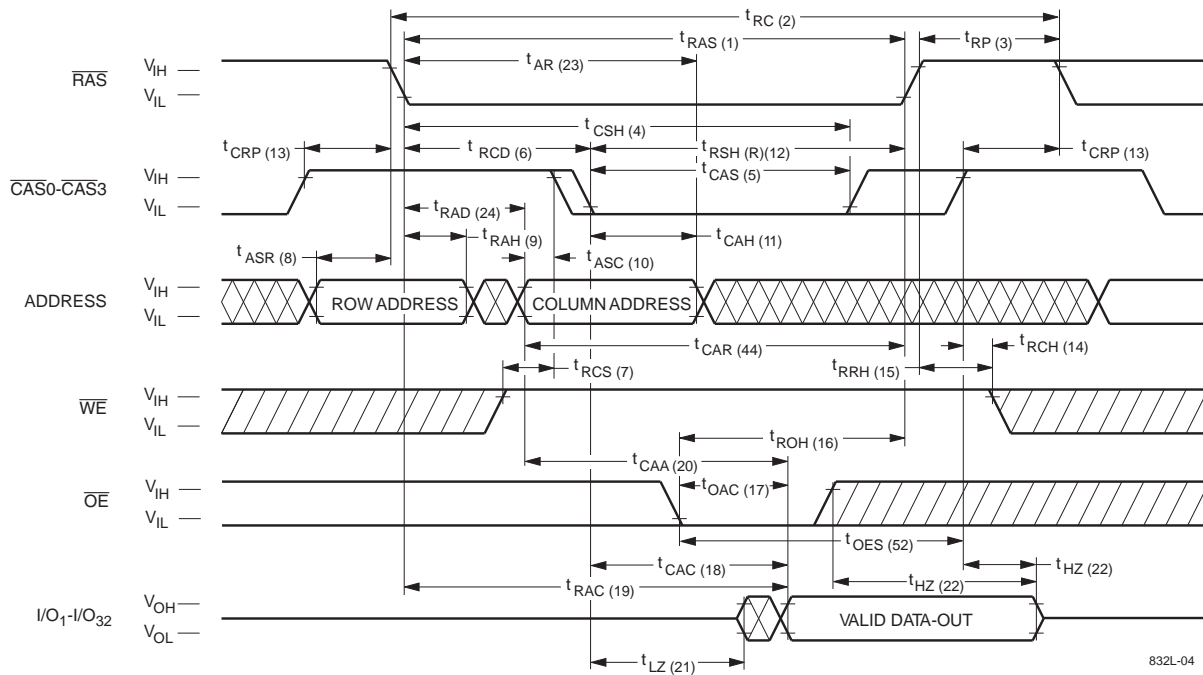 tRC (2)
tRAS (1)
tRP (3)
tAR (23)
RAS
VIH
VIL
tCSH (4)
tCRP (13)
tRCD (6)
tRSH (R)(12)
tCRP (13)
tCAS (5)
CAS0-CAS3
VIH
VIL
tRAD (24)
tRAH (9)
tCAH (11)
tASR (8)
tASC (10)
ADDRESS
VIH
VIL
ROW ADDRESS
COLUMN ADDRESS
tCAR (44)
tRCH (14)
tRCS (7)
tRRH (15)
WE
VIH
VIL
tROH (16)
tCAA (20)
tOAC (17)
OE
VIH
VIL
tOES (52)
tCAC (18)
tHZ (22)
tHZ (22)
tRAC (19)
I/O1-I/O32
VOH
VOL
VALID DATA-OUT
tLZ (21)
832L-04